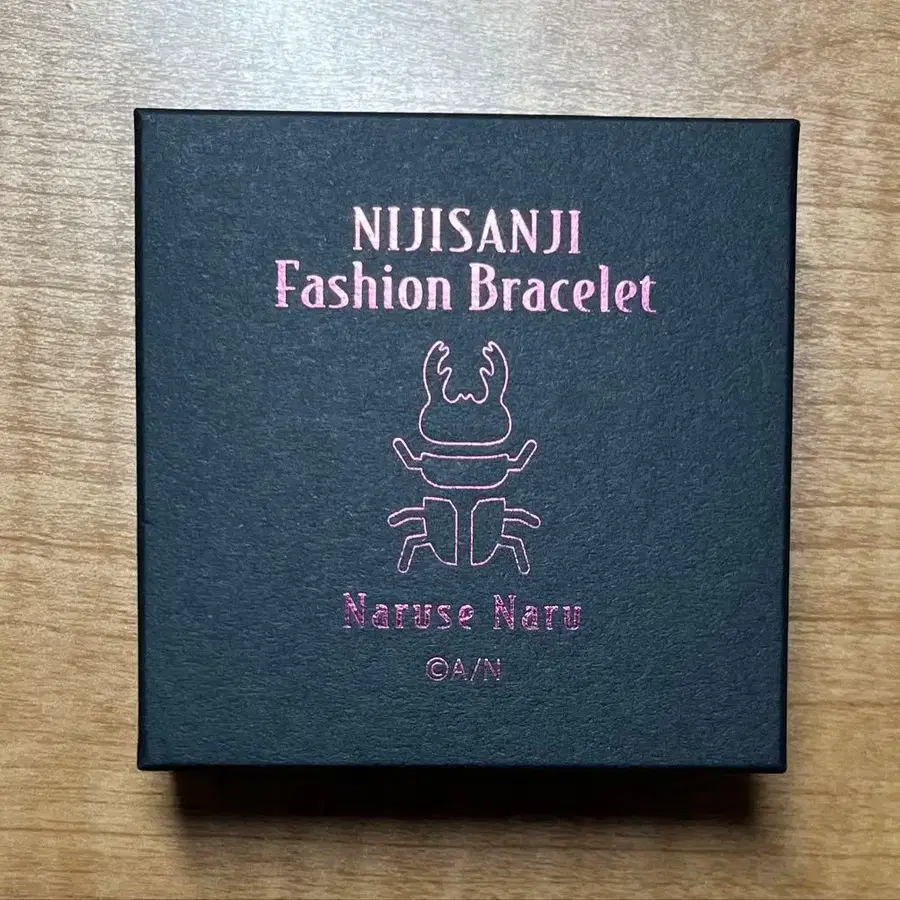 NIJISANJI
Fashion Bracelet
Naruse Naru
©A/N